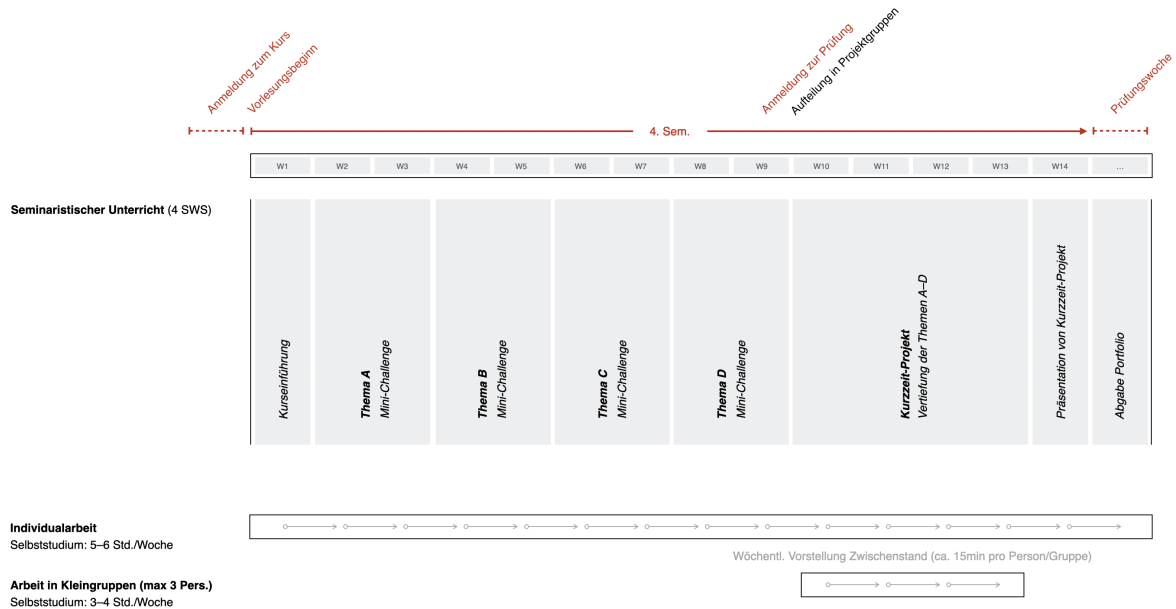 Anmeldung zum Kurs
Vorlesungsbeginn
Anmeldung zur Prüfung
Aufteilung in Projektgruppen
Prüfungswoche
4. Sem.
W1 W2 W3 W4 W5 W6 W7 W8 W9 W10 W11 W12 W13 W14 ...
Seminaristischer Unterricht (4 SWS)
Kurseinführung
Thema A
Mini-Challenge
Thema B
Mini-Challenge
Thema C
Mini-Challenge
Thema D
Mini-Challenge
Kurzzeit-Projekt
Vertiefung der Themen A–D
Präsentation von Kurzzeit-Projekt
Abgabe Portfolio
Individualarbeit
Selbststudium: 5–6 Std./Woche
Wöchentl. Vorstellung Zwischenstand (ca. 15min pro Person/Gruppe)
Arbeit in Kleingruppen (max 3 Pers.)
Selbststudium: 3–4 Std./Woche